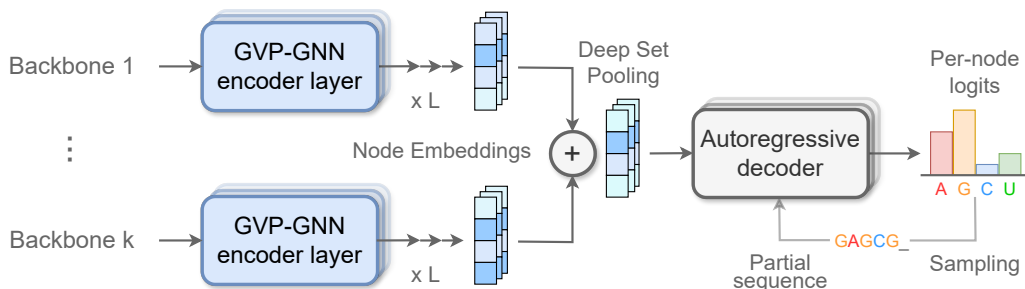 Backbone 1
GVP-GNN
encoder layer
x L
Deep Set
Pooling
Per-node
logits
⋮
Node Embeddings
+
Autoregressive
decoder
A G C U
Backbone k
GVP-GNN
encoder layer
x L
GAGCG_
Partial
sequence
Sampling